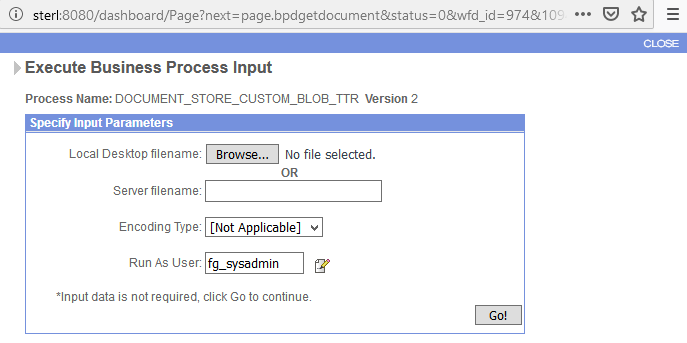 sterl:8080/dashboard/Page?next=page.bpdgetdocument&status=0&wfd_id=974&109
CLOSE
Execute Business Process Input
Process Name: DOCUMENT_STORE_CUSTOM_BLOB_TTR Version 2
Specify Input Parameters
Local Desktop filename: Browse... No file selected.
OR
Server filename:
Encoding Type: [Not Applicable]
Run As User: fg_sysadmin
*Input data is not required, click Go to continue.
Go!